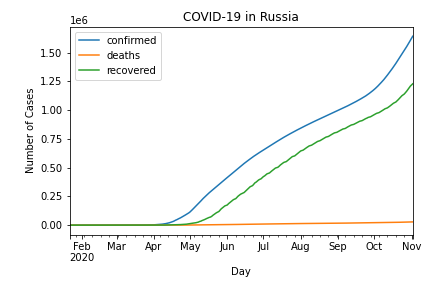 COVID-19 in Russia
1e6
confirmed
deaths
recovered
1.50
1.25
1.00
0.75
0.50
0.25
0.00
Number of Cases
Feb Mar Apr May Jun Jul Aug Sep Oct Nov
2020
Day